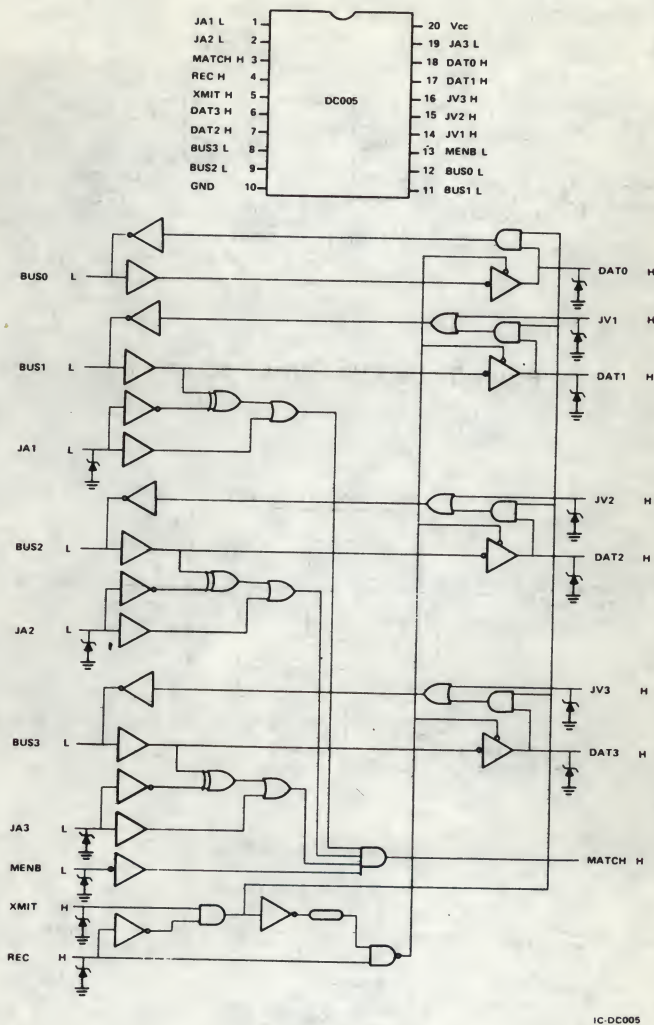 JA1 L 1
JA2 L 2
MATCH H 3
REC H 4
XMIT H 5
DAT3 H 6
DAT2 H 7
BUS3 L 8
BUS2 L 9
GND 10
DC005
20 Vcc
19 JA3 L
18 DAT0 H
17 DAT1 H
16 JV3 H
15 JV2 H
14 JV1 H
13 MENB L
12 BUS0 L
11 BUS1 L
BUS0 L
DAT0 H
JV1 H
BUS1 L
DAT1 H
JA1 L
JV2 H
BUS2 L
DAT2 H
JA2 L
JV3 H
BUS3 L
DAT3 H
JA3 L
MATCH H
MENB L
XMIT H
REC H
IC-DC005